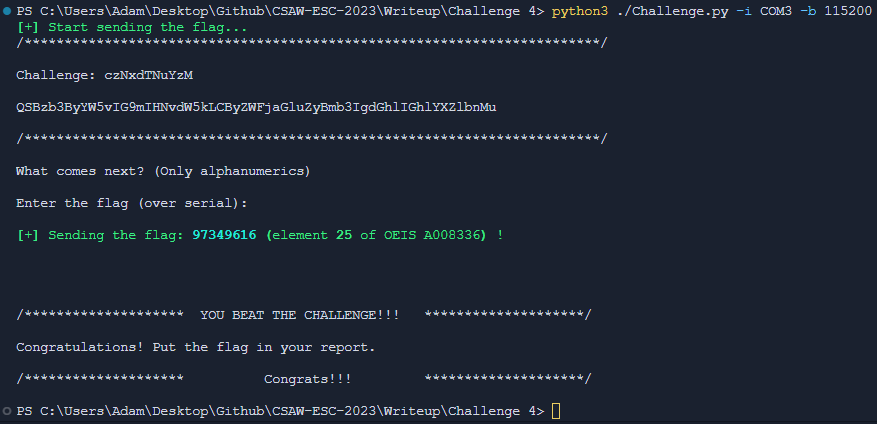 PS C:\Users\Adam\Desktop\Github\CSAW-ESC-2023\Writeup\Challenge 4> python3 ./Challenge.py -i COM3 -b 115200
[+] Start sending the flag...
/************************************************************************/
Challenge: czNxdTNuYzM
QSBzb3ByYW5vIG9mIHNvdW5kLCByZWFjaGluZyBmb3IgdGhlIGhlYXZlbnMu
/************************************************************************/
What comes next? (Only alphanumerics)
Enter the flag (over serial):
[+] Sending the flag: 97349616 (element 25 of OEIS A008336) !
/********************  YOU BEAT THE CHALLENGE!!!   ********************/
Congratulations! Put the flag in your report.
/********************          Congrats!!!         ********************/
PS C:\Users\Adam\Desktop\Github\CSAW-ESC-2023\Writeup\Challenge 4>